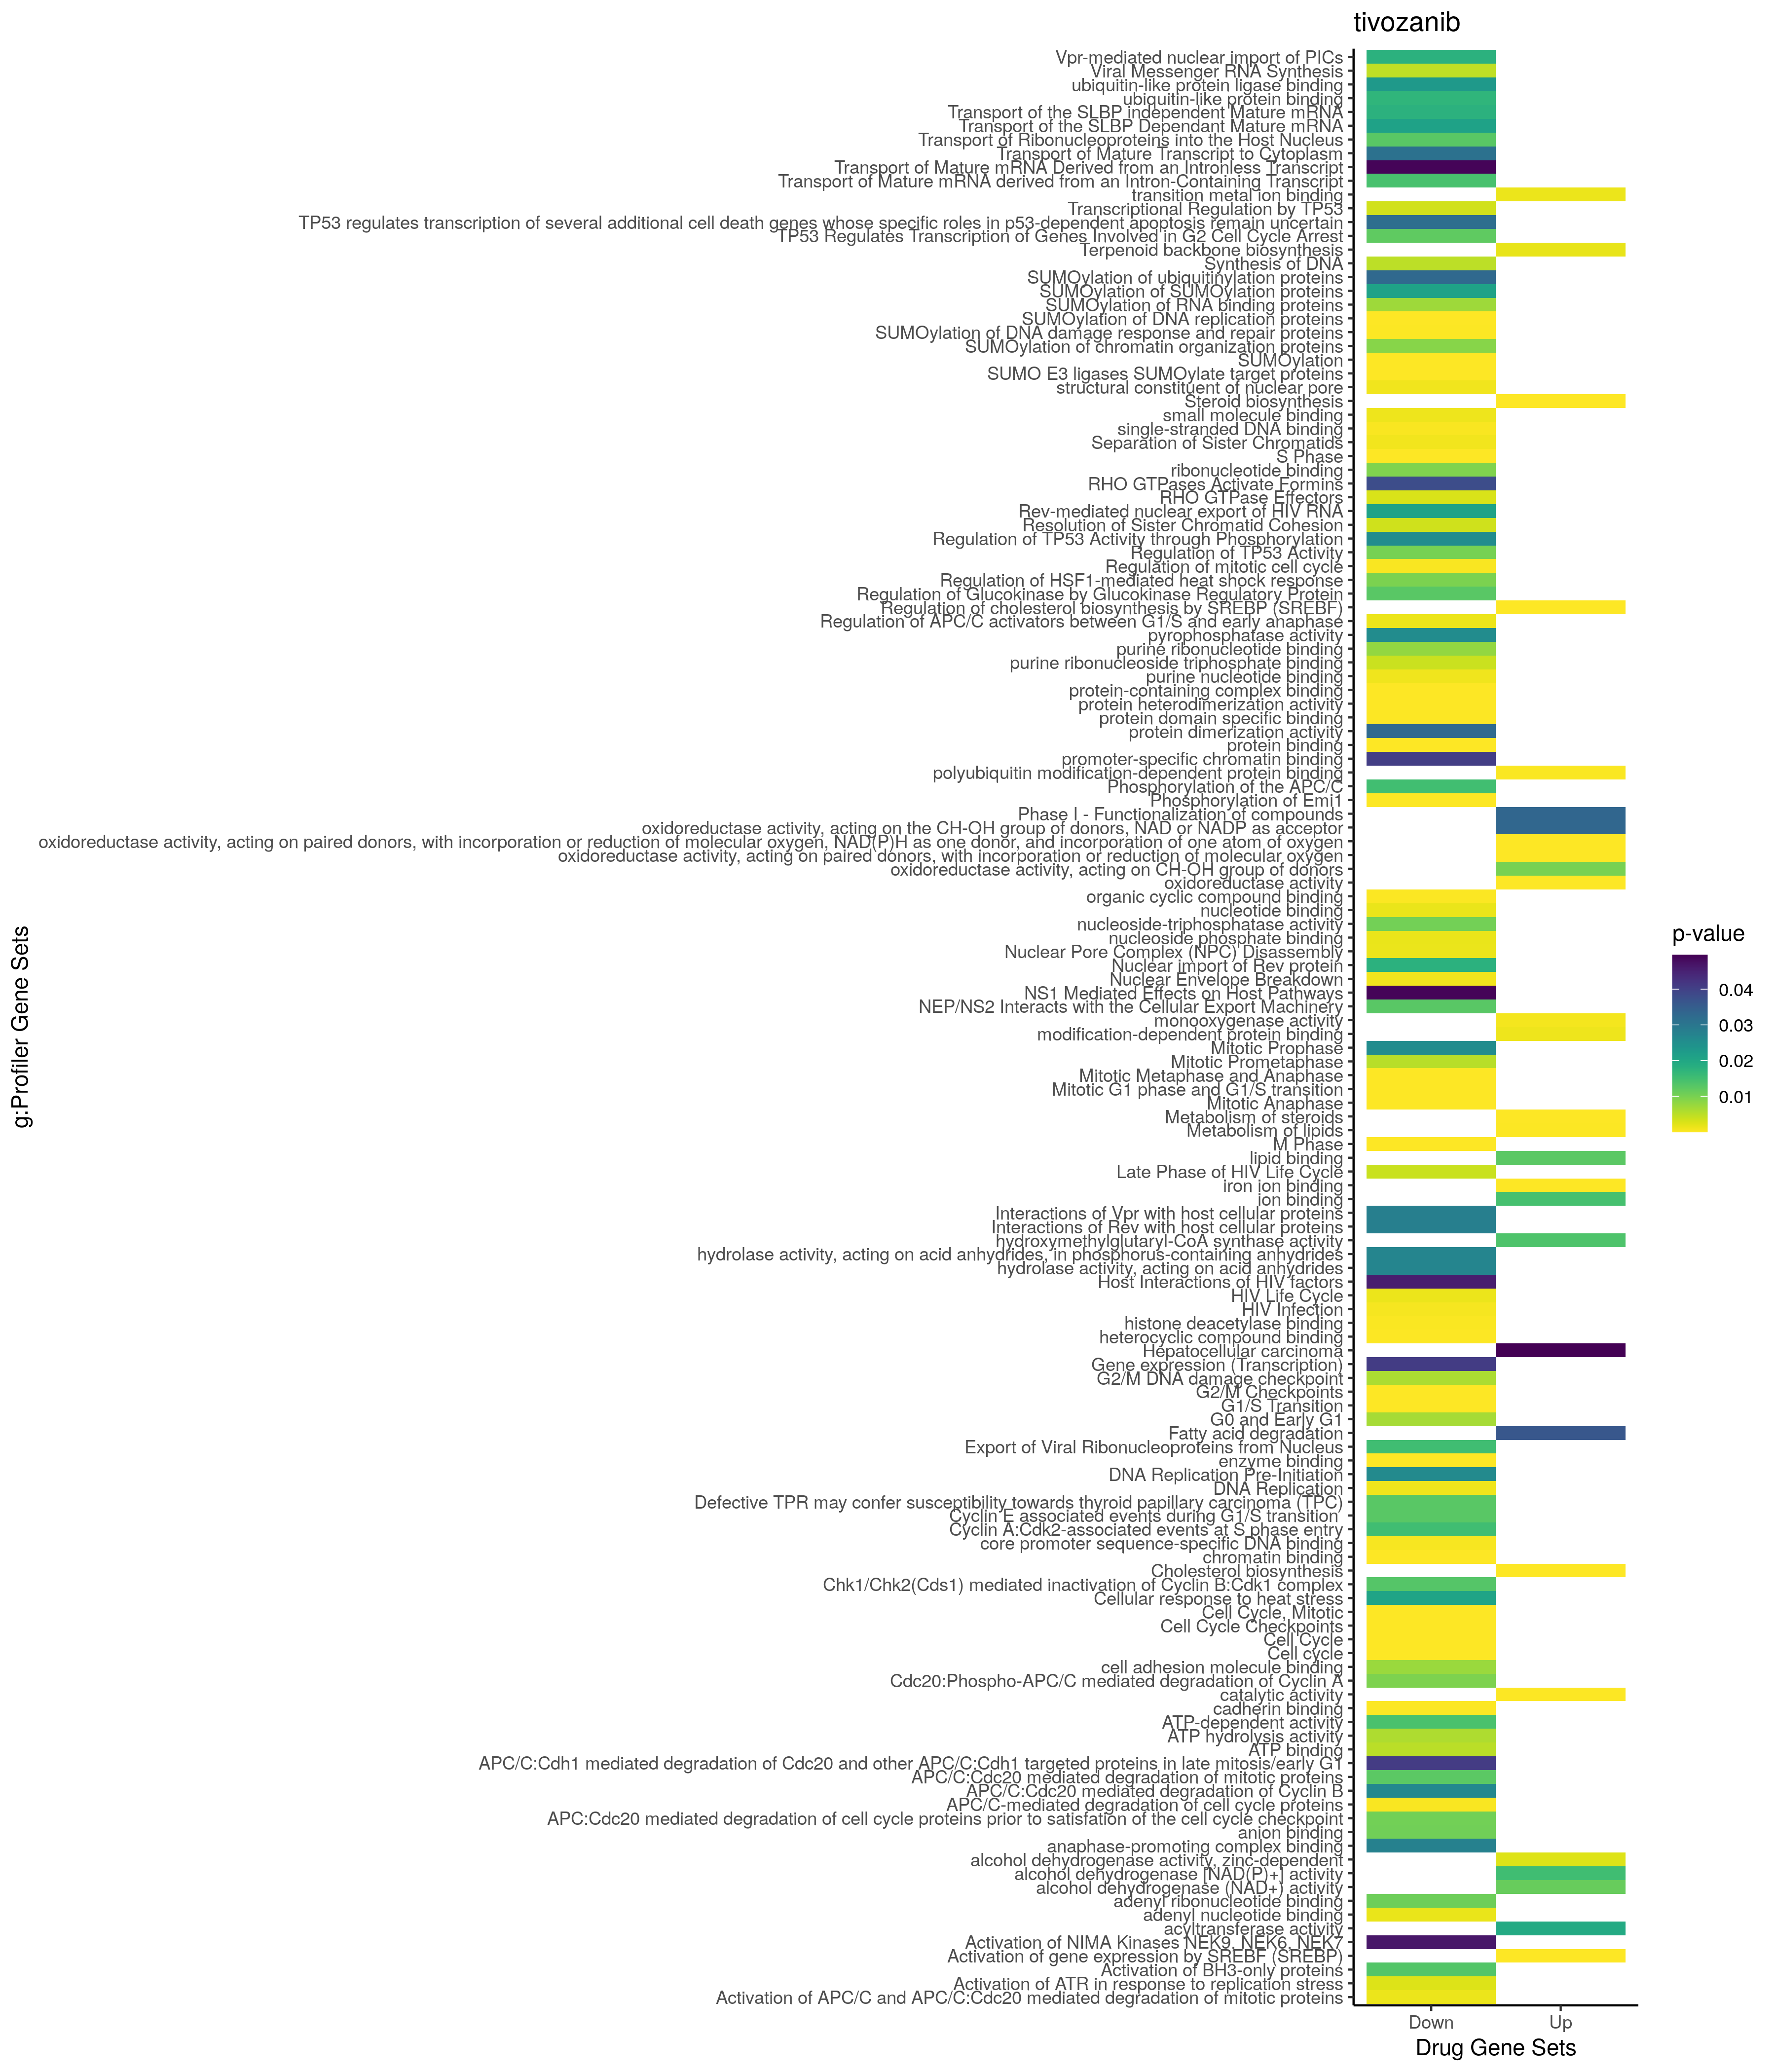 tivozanib
Vpr-mediated nuclear import of PICs
Viral Messenger RNA Synthesis
ubiquitin-like protein ligase binding
ubiquitin-like protein binding
Transport of the SLBP independent Mature mRNA
Transport of the SLBP Dependant Mature mRNA
Transport of Ribonucleoproteins into the Host Nucleus
Transport of Mature Transcript to Cytoplasm
Transport of Mature mRNA Derived from an Intronless Transcript
Transport of Mature mRNA derived from an Intron-Containing Transcript
transition metal ion binding
Transcriptional Regulation by TP53
TP53 regulates transcription of several additional cell death genes whose specific roles in p53-dependent apoptosis remain uncertain
TP53 Regulates Transcription of Genes Involved in G2 Cell Cycle Arrest
Terpenoid backbone biosynthesis
Synthesis of DNA
SUMOylation of ubiquitinylation proteins
SUMOylation of SUMOylation proteins
SUMOylation of RNA binding proteins
SUMOylation of DNA replication proteins
SUMOylation of DNA damage response and repair proteins
SUMOylation of chromatin organization proteins
SUMOylation
SUMO E3 ligases SUMOylate target proteins
structural constituent of nuclear pore
Steroid biosynthesis
small molecule binding
single-stranded DNA binding
Separation of Sister Chromatids
S Phase
ribonucleotide binding
RHO GTPases Activate Formins
RHO GTPase Effectors
Rev-mediated nuclear export of HIV RNA
Resolution of Sister Chromatid Cohesion
Regulation of TP53 Activity through Phosphorylation
Regulation of TP53 Activity
Regulation of mitotic cell cycle
Regulation of HSF1-mediated heat shock response
Regulation of Glucokinase by Glucokinase Regulatory Protein
Regulation of cholesterol biosynthesis by SREBP (SREBF)
Regulation of APC/C activators between G1/S and early anaphase
pyrophosphatase activity
purine ribonucleotide binding
purine ribonucleoside triphosphate binding
purine nucleotide binding
protein-containing complex binding
protein heterodimerization activity
protein domain specific binding
protein dimerization activity
protein binding
promoter-specific chromatin binding
polyubiquitin modification-dependent protein binding
Phosphorylation of the APC/C
Phosphorylation of Emi1
Phase I - Functionalization of compounds
oxidoreductase activity, acting on the CH-OH group of donors, NAD or NADP as acceptor
oxidoreductase activity, acting on paired donors, with incorporation or reduction of molecular oxygen, NAD(P)H as one donor, and incorporation of one atom of oxygen
oxidoreductase activity, acting on paired donors, with incorporation or reduction of molecular oxygen
oxidoreductase activity, acting on CH-OH group of donors
oxidoreductase activity
organic cyclic compound binding
nucleotide binding
nucleoside-triphosphatase activity
nucleoside phosphate binding
Nuclear Pore Complex (NPC) Disassembly
Nuclear import of Rev protein
Nuclear Envelope Breakdown
NS1 Mediated Effects on Host Pathways
NEP/NS2 Interacts with the Cellular Export Machinery
monooxygenase activity
modification-dependent protein binding
Mitotic Prophase
Mitotic Prometaphase
Mitotic Metaphase and Anaphase
Mitotic G1 phase and G1/S transition
Mitotic Anaphase
Metabolism of steroids
Metabolism of lipids
M Phase
lipid binding
Late Phase of HIV Life Cycle
iron ion binding
ion binding
Interactions of Vpr with host cellular proteins
Interactions of Rev with host cellular proteins
hydroxymethylglutaryl-CoA synthase activity
hydrolase activity, acting on acid anhydrides, in phosphorus-containing anhydrides
hydrolase activity, acting on acid anhydrides
Host Interactions of HIV factors
HIV Life Cycle
HIV Infection
histone deacetylase binding
heterocyclic compound binding
Hepatocellular carcinoma
Gene expression (Transcription)
G2/M DNA damage checkpoint
G2/M Checkpoints
G1/S Transition
G0 and Early G1
Fatty acid degradation
Export of Viral Ribonucleoproteins from Nucleus
enzyme binding
DNA Replication Pre-Initiation
DNA Replication
Defective TPR may confer susceptibility towards thyroid papillary carcinoma (TPC)
Cyclin E associated events during G1/S transition
Cyclin A:Cdk2-associated events at S phase entry
core promoter sequence-specific DNA binding
chromatin binding
Cholesterol biosynthesis
Chk1/Chk2(Cds1) mediated inactivation of Cyclin B:Cdk1 complex
Cellular response to heat stress
Cell Cycle, Mitotic
Cell Cycle Checkpoints
Cell Cycle
Cell cycle
cell adhesion molecule binding
Cdc20:Phospho-APC/C mediated degradation of Cyclin A
catalytic activity
cadherin binding
ATP-dependent activity
ATP hydrolysis activity
ATP binding
APC/C:Cdh1 mediated degradation of Cdc20 and other APC/C:Cdh1 targeted proteins in late mitosis/early G1
APC/C:Cdc20 mediated degradation of mitotic proteins
APC/C:Cdc20 mediated degradation of Cyclin B
APC/C-mediated degradation of cell cycle proteins
APC:Cdc20 mediated degradation of cell cycle proteins prior to satisfation of the cell cycle checkpoint
anion binding
anaphase-promoting complex binding
alcohol dehydrogenase activity, zinc-dependent
alcohol dehydrogenase [NAD(P)+] activity
alcohol dehydrogenase (NAD+) activity
adenyl ribonucleotide binding
adenyl nucleotide binding
acyltransferase activity
Activation of NIMA Kinases NEK9, NEK6, NEK7
Activation of gene expression by SREBF (SREBP)
Activation of BH3-only proteins
Activation of ATR in response to replication stress
Activation of APC/C and APC/C:Cdc20 mediated degradation of mitotic proteins
Down
Up
Drug Gene Sets
g:Profiler Gene Sets
p-value
0.04
0.03
0.02
0.01